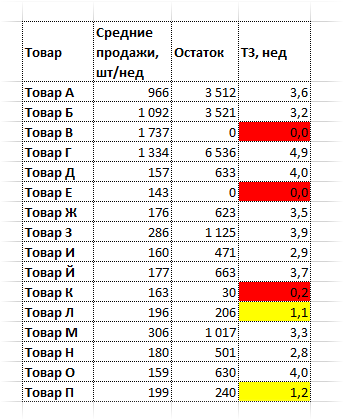 Товар Средние продажи, шт/нед Остаток ТЗ, нед
Товар А 966 3 512 3,6
Товар Б 1 092 3 521 3,2
Товар В 1 737 0 0,0
Товар Г 1 334 6 536 4,9
Товар Д 157 633 4,0
Товар Е 143 0 0,0
Товар Ж 176 623 3,5
Товар З 286 1 125 3,9
Товар И 160 471 2,9
Товар Й 177 663 3,7
Товар К 163 30 0,2
Товар Л 196 206 1,1
Товар М 306 1 017 3,3
Товар Н 180 501 2,8
Товар О 159 630 4,0
Товар П 199 240 1,2